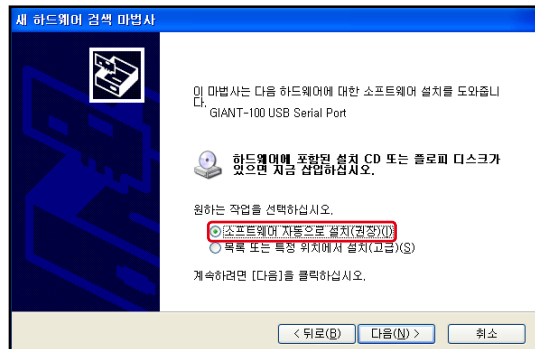 새 하드웨어 검색 마법사
이 마법사는 다음 하드웨어에 대한 소프트웨어 설치를 도와줍니
다.
GIANT-100 USB Serial Port
하드웨어에 포함된 설치 CD 또는 플로피 디스크가
있으면 지금 삽입하십시오.
원하는 작업을 선택하십시오.
소프트웨어 자동으로 설치(권장)(I)
목록 또는 특정 위치에서 설치(고급)(S)
계속하려면 [다음]을 클릭하십시오.
< 뒤로(B) 다음(N) > 취소